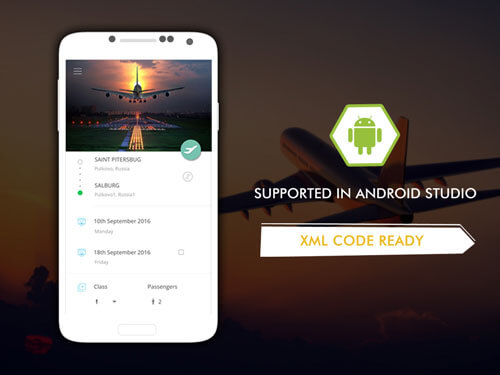 SAINT PITERSBUG
Pulkovo, Russia
SALBURG
Pulkovo1, Russia1
10th September 2016
Monday
18th September 2016
Friday
Class
Passengers
2
SUPPORTED IN ANDROID STUDIO
XML CODE READY